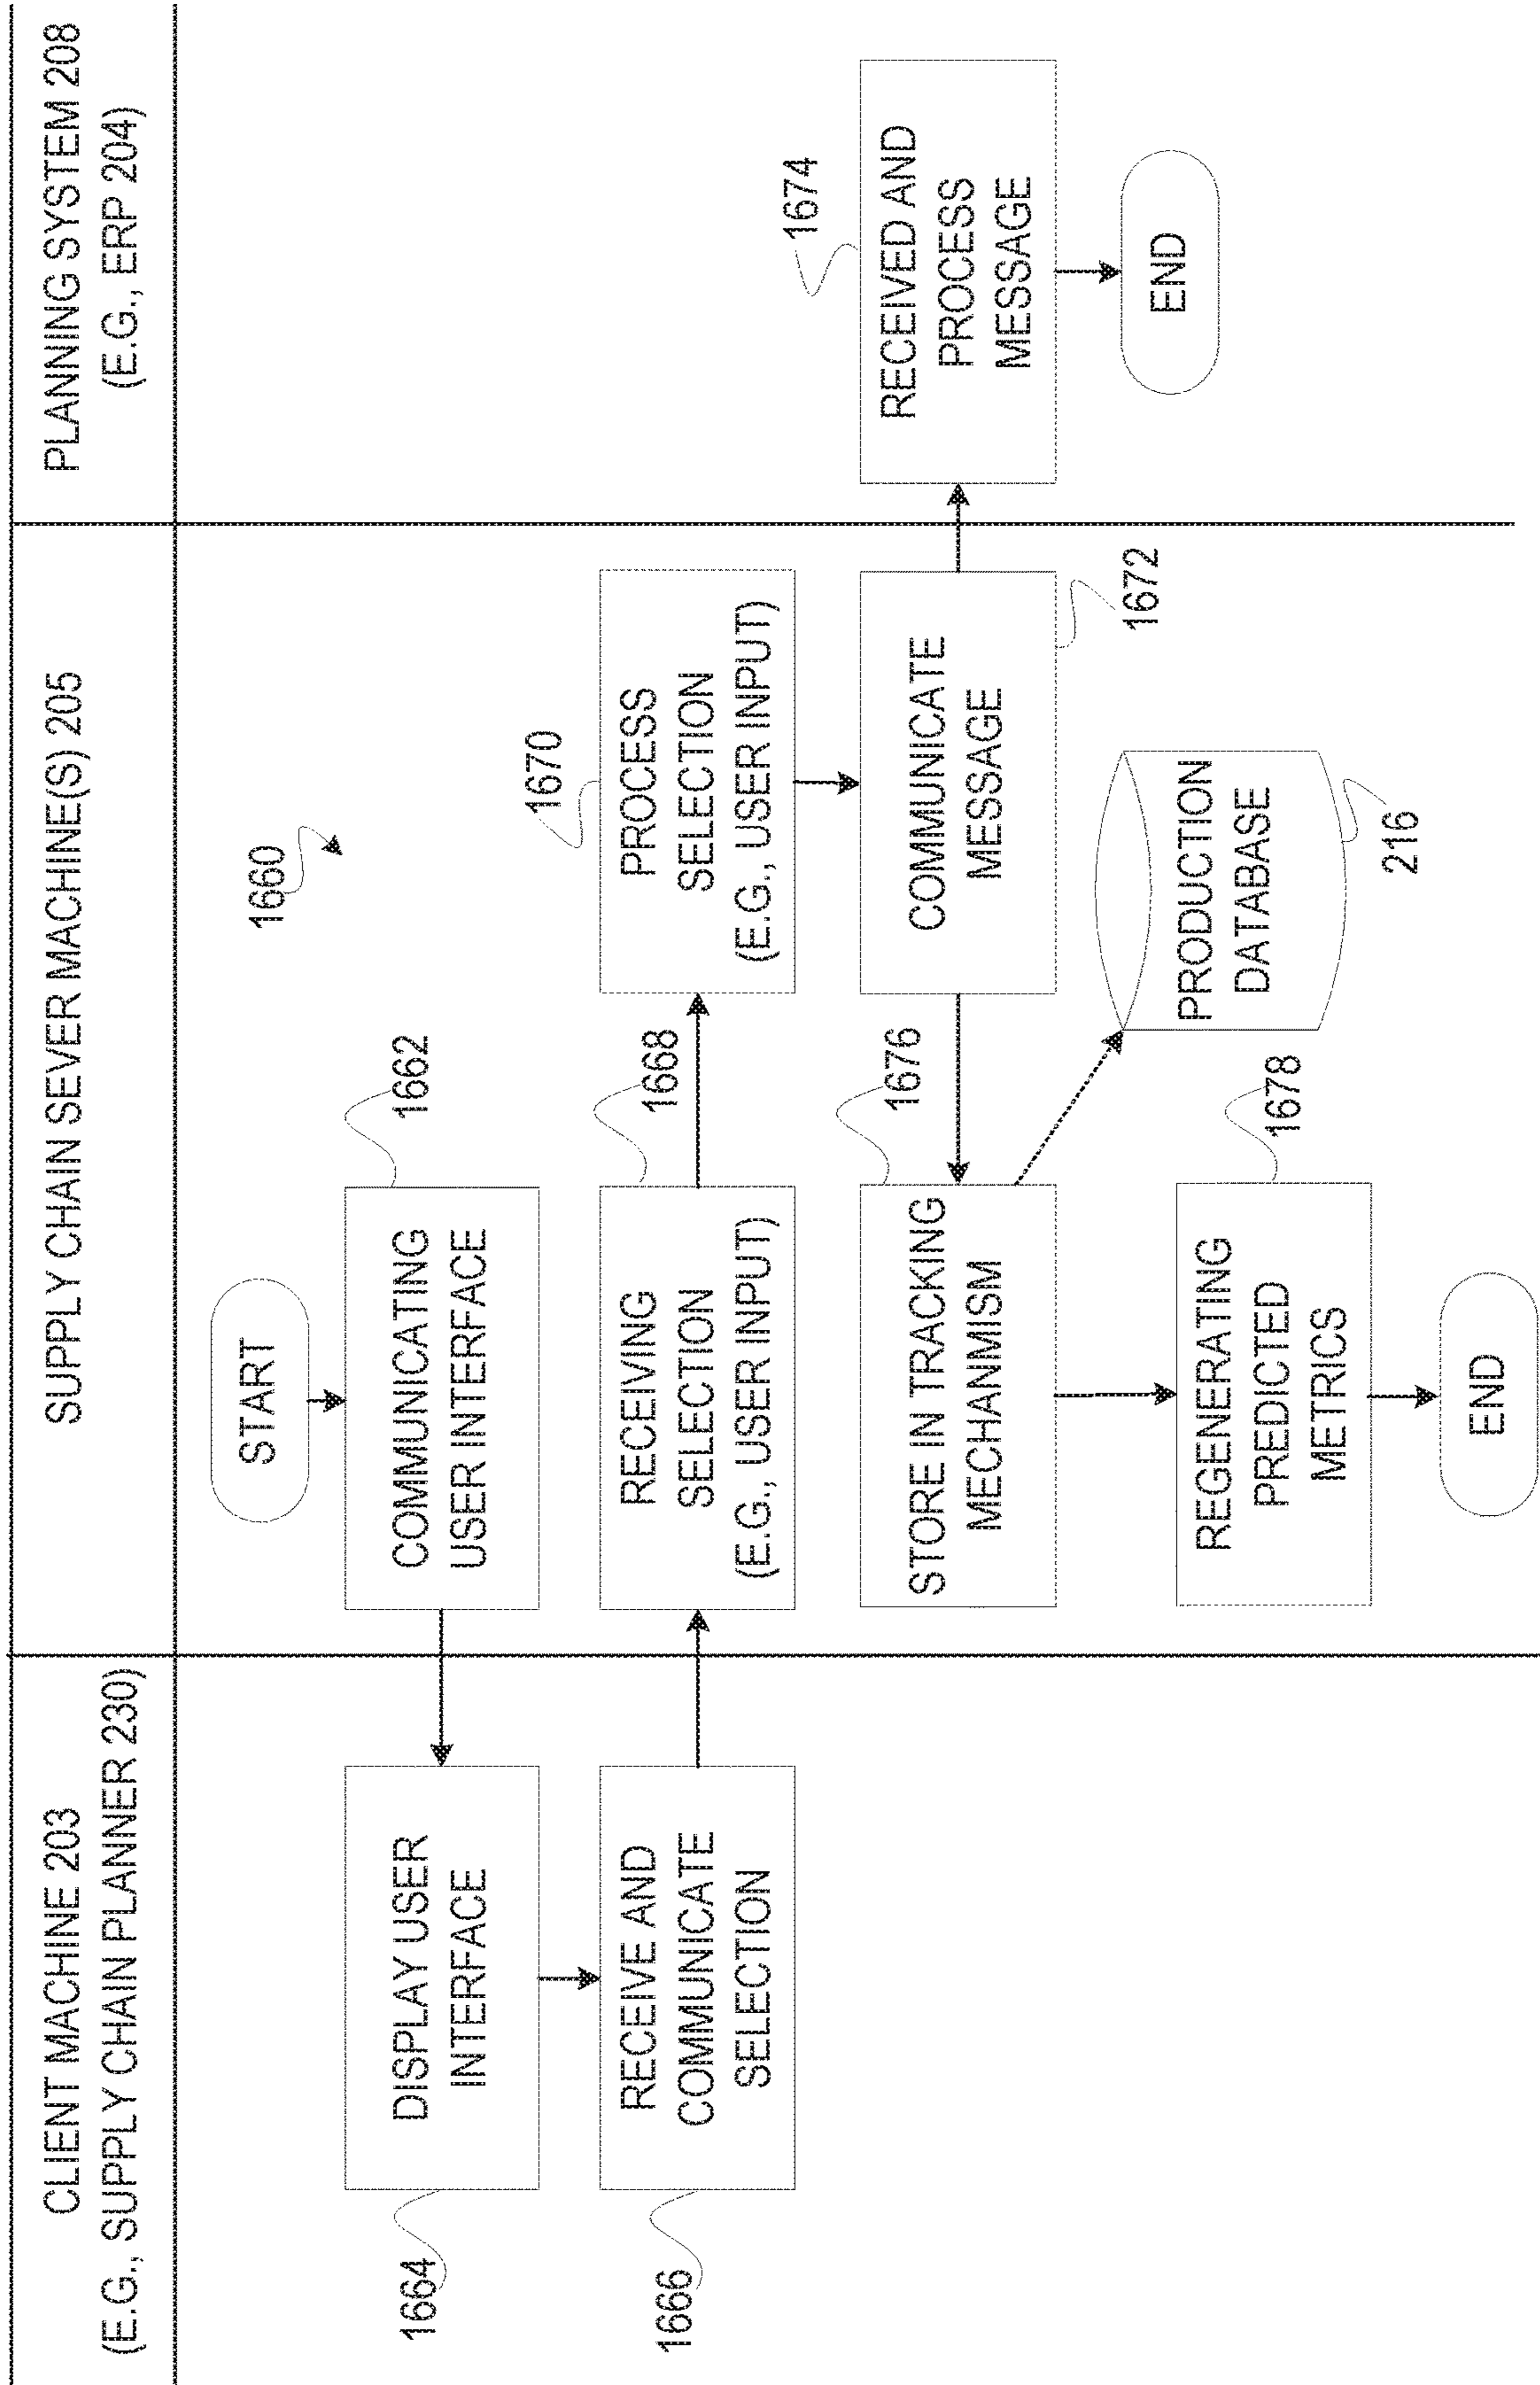 CLIENT MACHINE 203
(E.G., SUPPLY CHAIN PLANNER 230)
SUPPLY CHAIN SEVER MACHINE(S) 205
PLANNING SYSTEM 208
(E.G., ERP 204)
1660
START
COMMUNICATING
USER INTERFACE
1662
DISPLAY USER
INTERFACE
1664
RECEIVE AND
COMMUNICATE
SELECTION
1666
RECEIVING
SELECTION
(E.G., USER INPUT)
1668
PROCESS
SELECTION
(E.G., USER INPUT)
1670
COMMUNICATE
MESSAGE
1672
RECEIVED AND
PROCESS
MESSAGE
1674
END
STORE IN TRACKING
MECHANMISM
1676
PRODUCTION
DATABASE
216
REGENERATING
PREDICTED
METRICS
1678
END